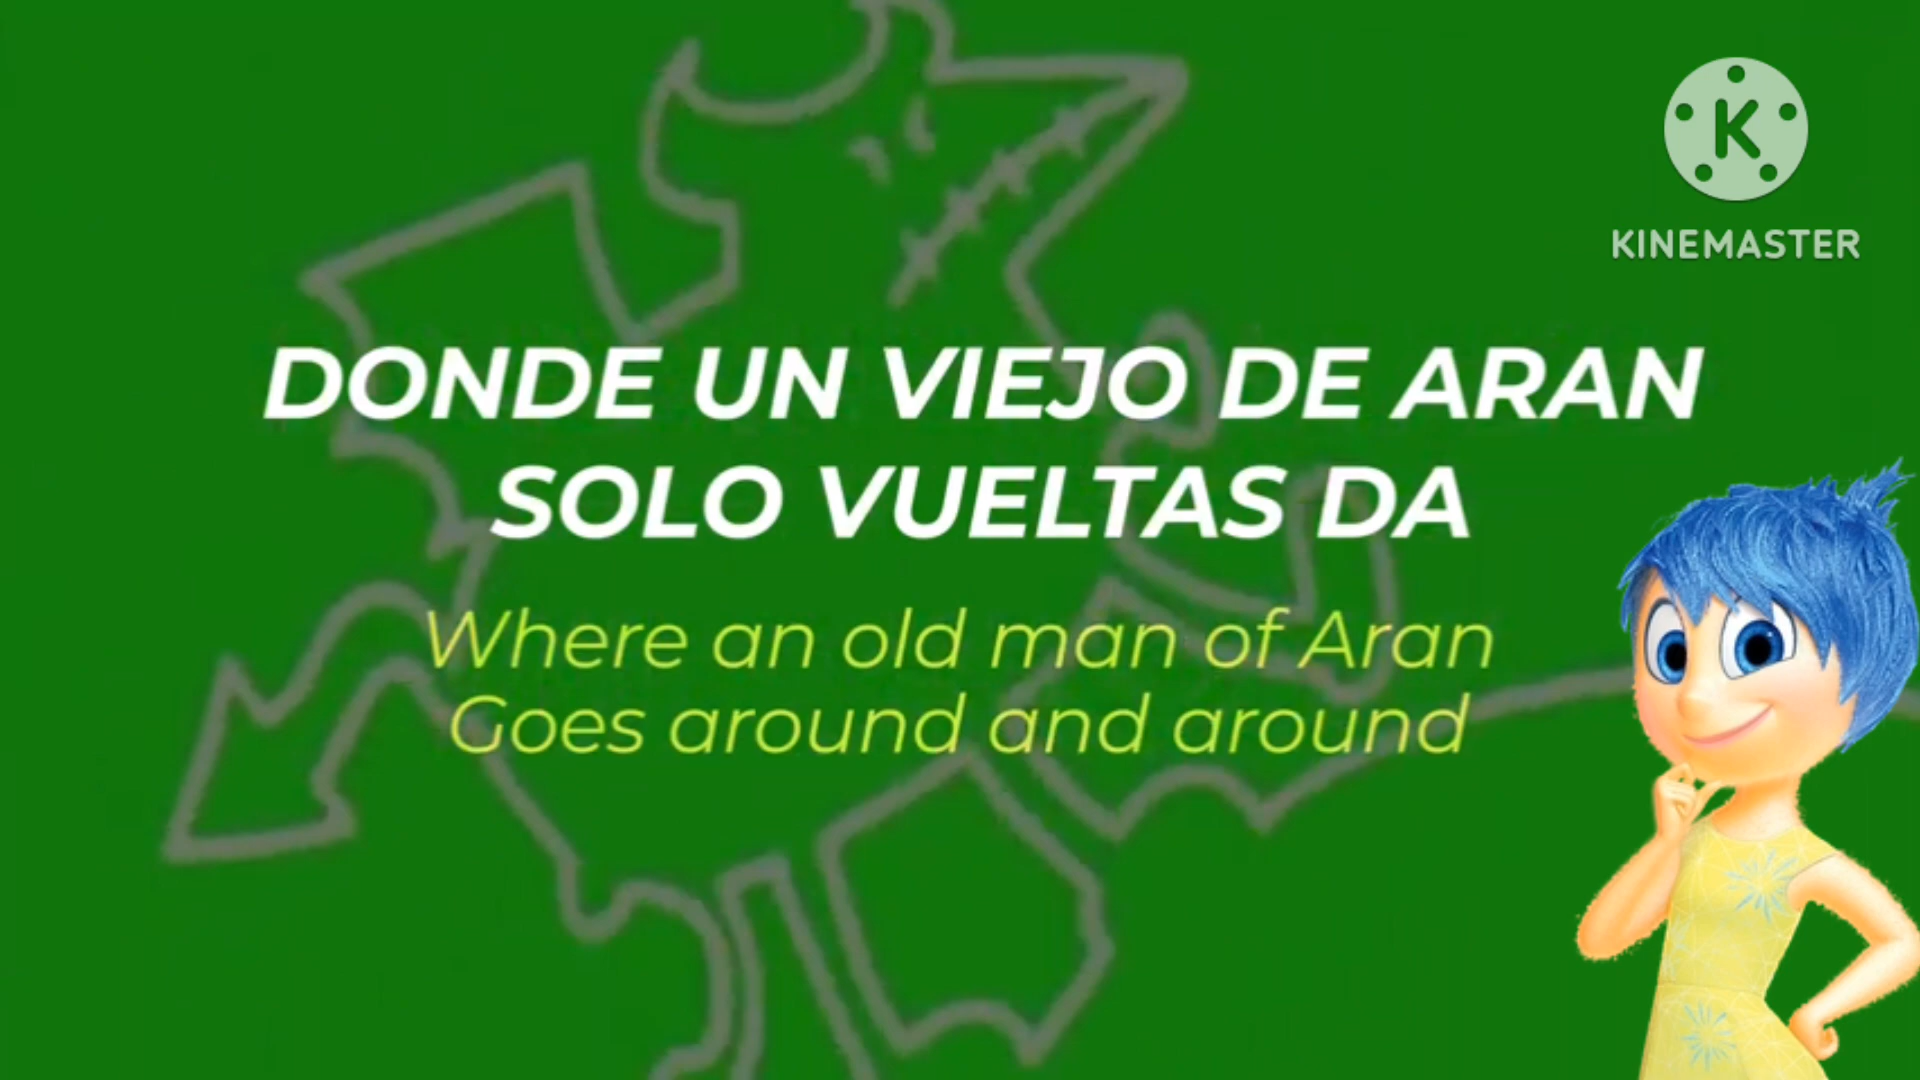 K
KINEMASTER
DONDE UN VIEJO DE ARAN
SOLO VUELTAS DA
Where an old man of Aran
Goes around and around